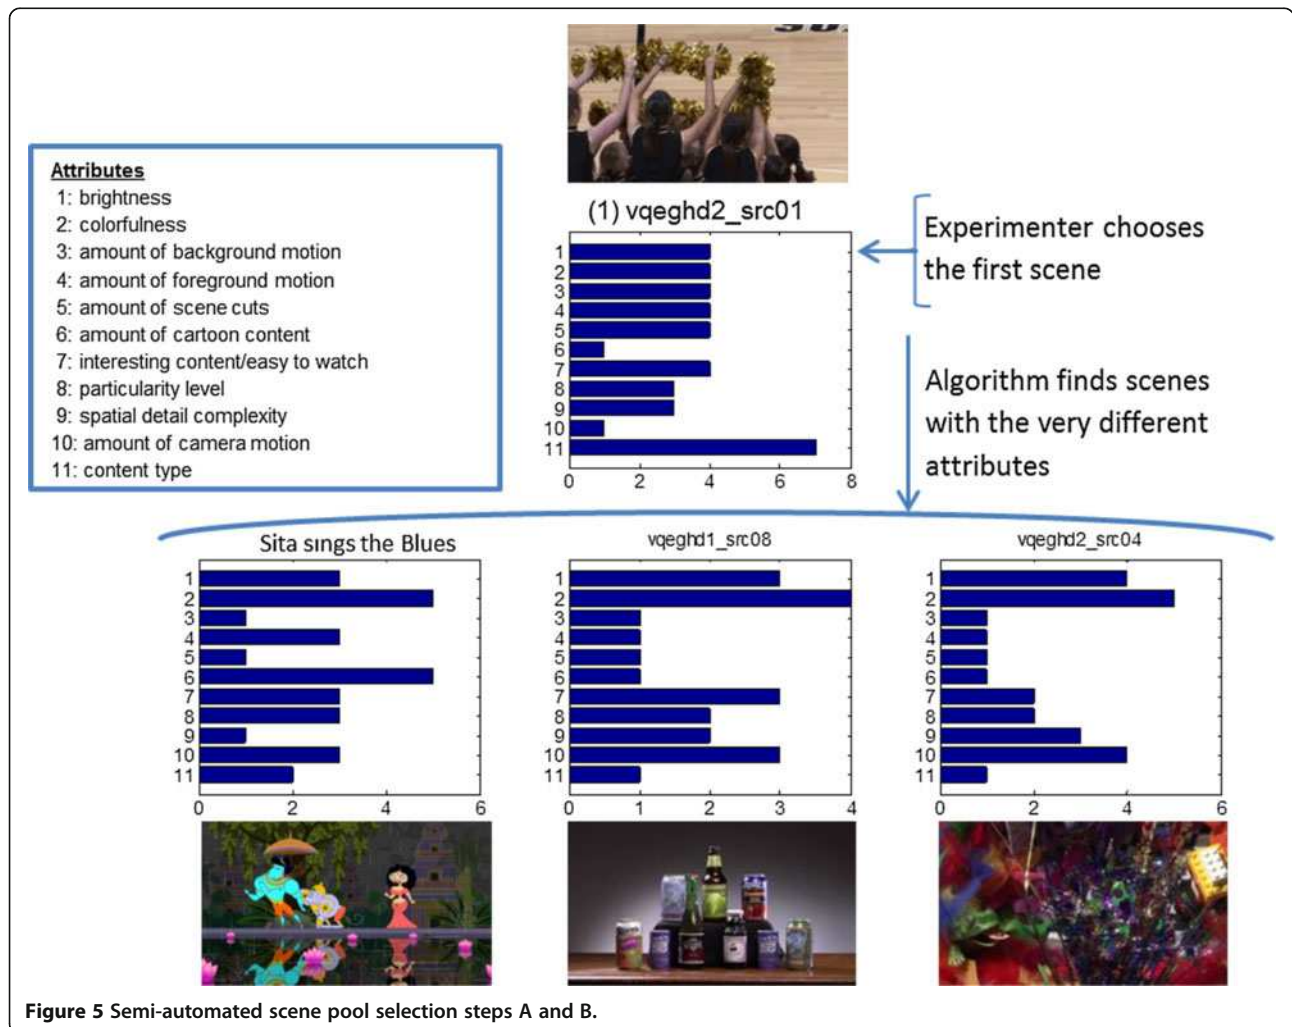 Attributes
1: brightness
2: colorfulness
3: amount of background motion
4: amount of foreground motion
5: amount of scene cuts
6: amount of cartoon content
7: interesting content/easy to watch
8: particularity level
9: spatial detail complexity
10: amount of camera motion
11: content type
(1) vqeghd2_src01
1
2
3
4
5
6
7
8
9
10
11
0 2 4 6 8
Experimenter chooses
the first scene
Algorithm finds scenes
with the very different
attributes
Sita sings the Blues
1
2
3
4
5
6
7
8
9
10
11
0 2 4 6
vqeghd1_src08
1
2
3
4
5
6
7
8
9
10
11
0 1 2 3 4
vqeghd2_src04
1
2
3
4
5
6
7
8
9
10
11
0 2 4 6
Figure 5 Semi-automated scene pool selection steps A and B.